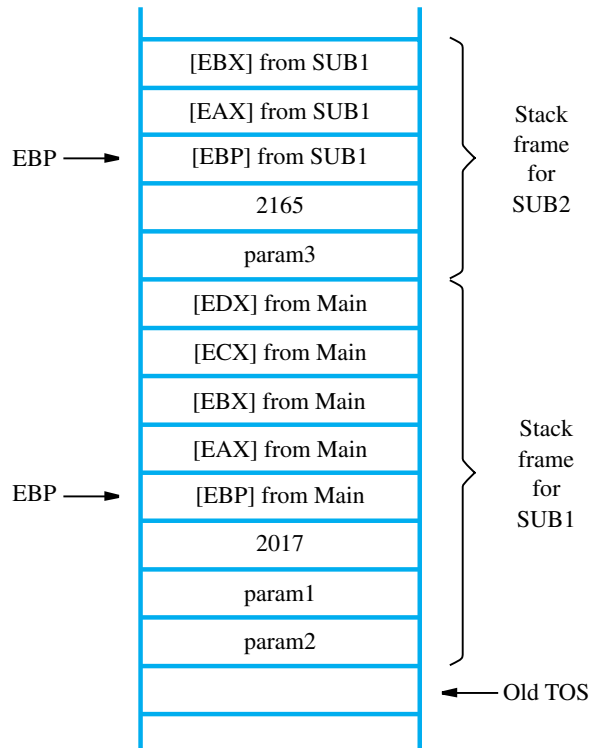 [EBX] from SUB1
[EAX] from SUB1
EBP
[EBP] from SUB1
2165
param3
Stack
frame
for
SUB2
[EDX] from Main
[ECX] from Main
[EBX] from Main
[EAX] from Main
EBP
[EBP] from Main
2017
param1
param2
Stack
frame
for
SUB1
Old TOS